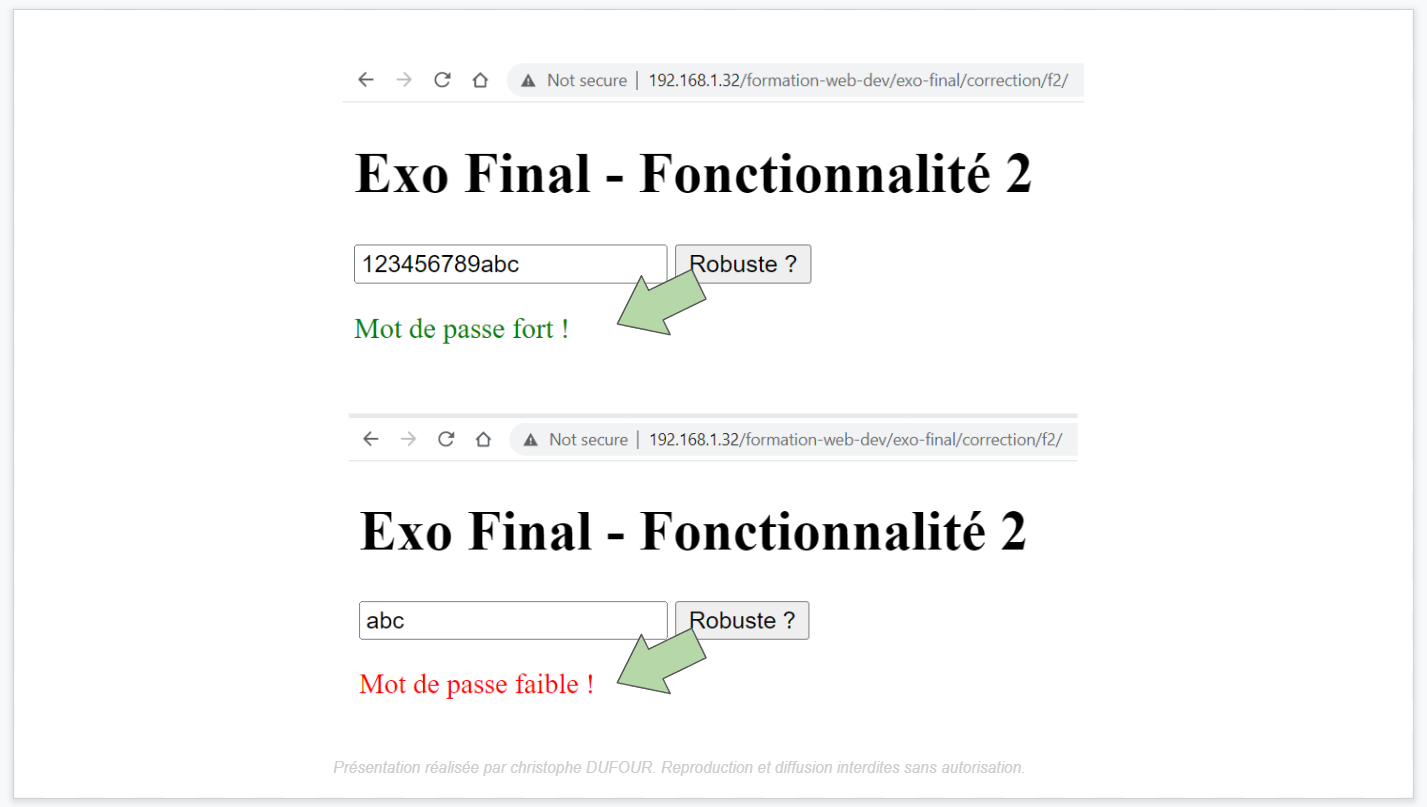 Not secure | 192.168.1.32/formation-web-dev/exo-final/correction/f2/
Exo Final - Fonctionnalité 2
123456789abc Robuste ?
Mot de passe fort !
Not secure | 192.168.1.32/formation-web-dev/exo-final/correction/f2/
Exo Final - Fonctionnalité 2
abc Robuste ?
Mot de passe faible !
Présentation réalisée par christophe DUFOUR. Reproduction et diffusion interdites sans autorisation.